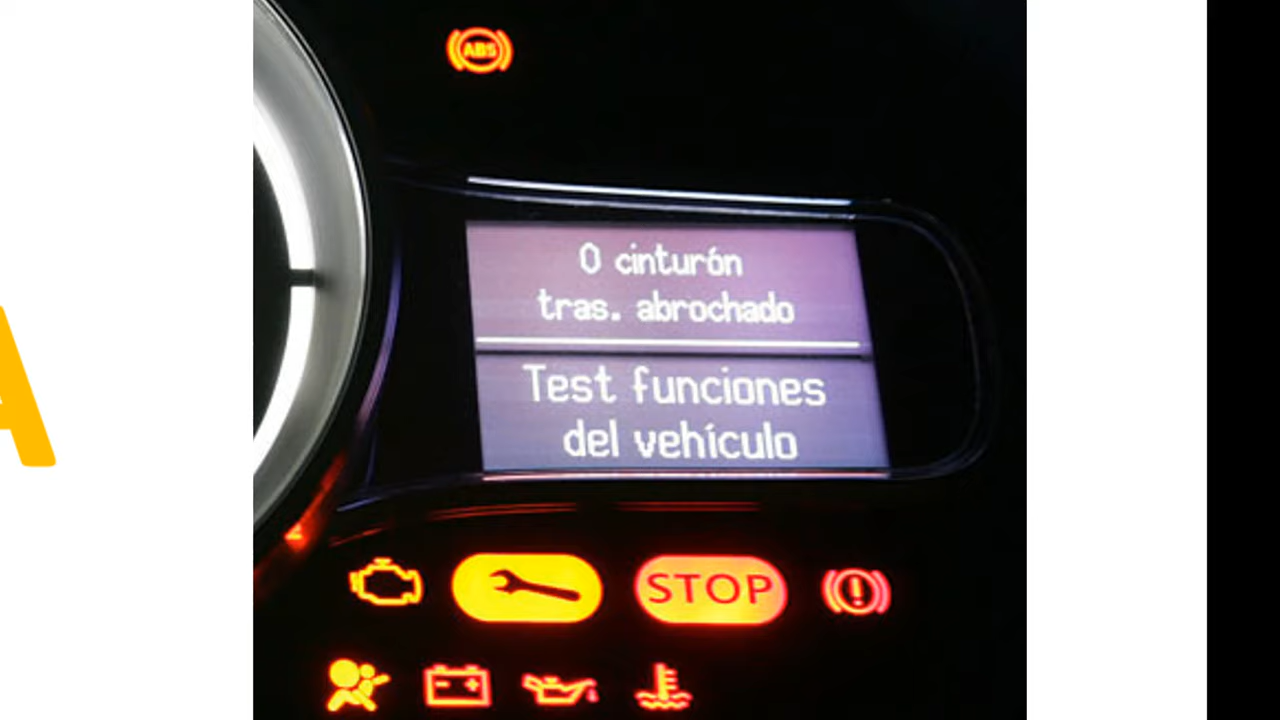 A
ABS
0 cinturón
tras. abrochado
Test funciones
del vehículo
STOP